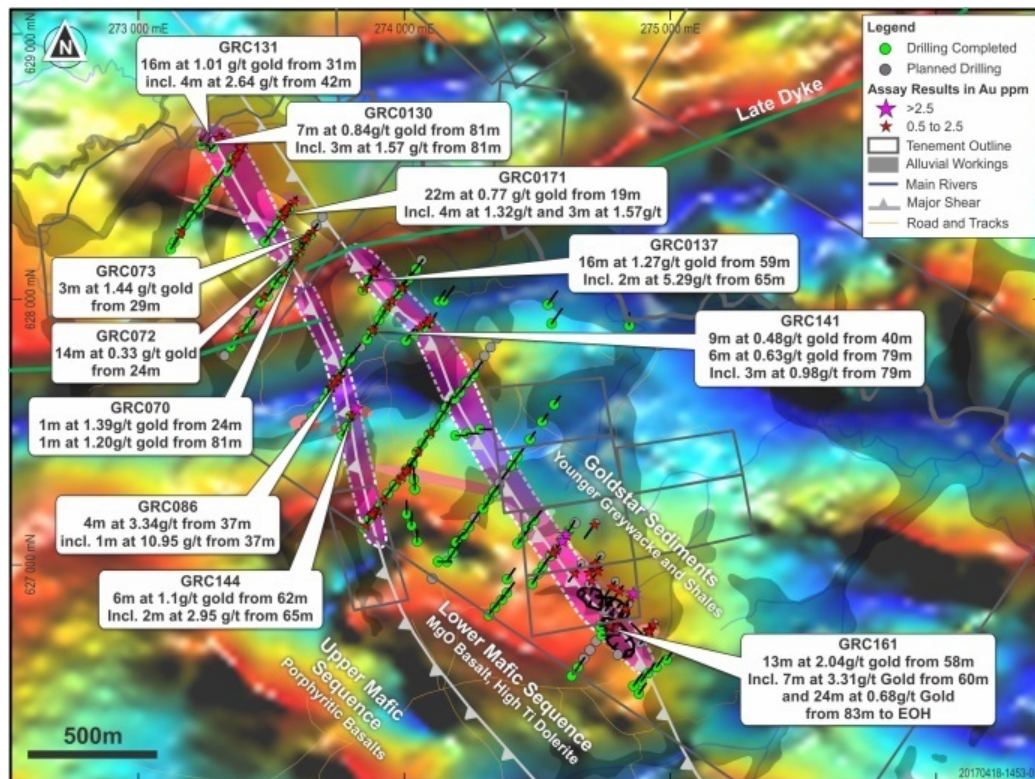 273 000 mE
274 000 mE
275 000 mE
629 000 mN
N
GRC131
16m at 1.01 g/t gold from 31m
incl. 4m at 2.64 g/t from 42m
GRC0130
7m at 0.84g/t gold from 81m
Incl. 3m at 1.57 g/t from 81m
GRC0171
22m at 0.77 g/t gold from 19m
Incl. 4m at 1.32g/t and 3m at 1.57g/t
Late Dyke
Legend
Drilling Completed
Planned Drilling
Assay Results in Au ppm
>2.5
0.5 to 2.5
Tenement Outline
Alluvial Workings
Main Rivers
Major Shear
Road and Tracks
GRC073
3m at 1.44 g/t gold
from 29m
GRC0137
16m at 1.27g/t gold from 59m
Incl. 2m at 5.29g/t from 65m
628 000 mN
GRC072
14m at 0.33 g/t gold
from 24m
GRC141
9m at 0.48g/t gold from 40m
6m at 0.63g/t gold from 79m
Incl. 3m at 0.98g/t from 79m
GRC070
1m at 1.39g/t gold from 24m
1m at 1.20g/t gold from 81m
GRC086
4m at 3.34g/t from 37m
incl. 1m at 10.95 g/t from 37m
Goldstar Sediments
Younger Greywacke and Shales
627 000 mN
GRC144
6m at 1.1g/t gold from 62m
Incl. 2m at 2.95 g/t from 65m
Upper Mafic
Sequence
Porphyritic Basalts
Lower Mafic Sequence
MgO Basalt, High Ti Dolerite
GRC161
13m at 2.04g/t gold from 58m
Incl. 7m at 3.31g/t Gold from 60m
and 24m at 0.68g/t Gold
from 83m to EOH
500m